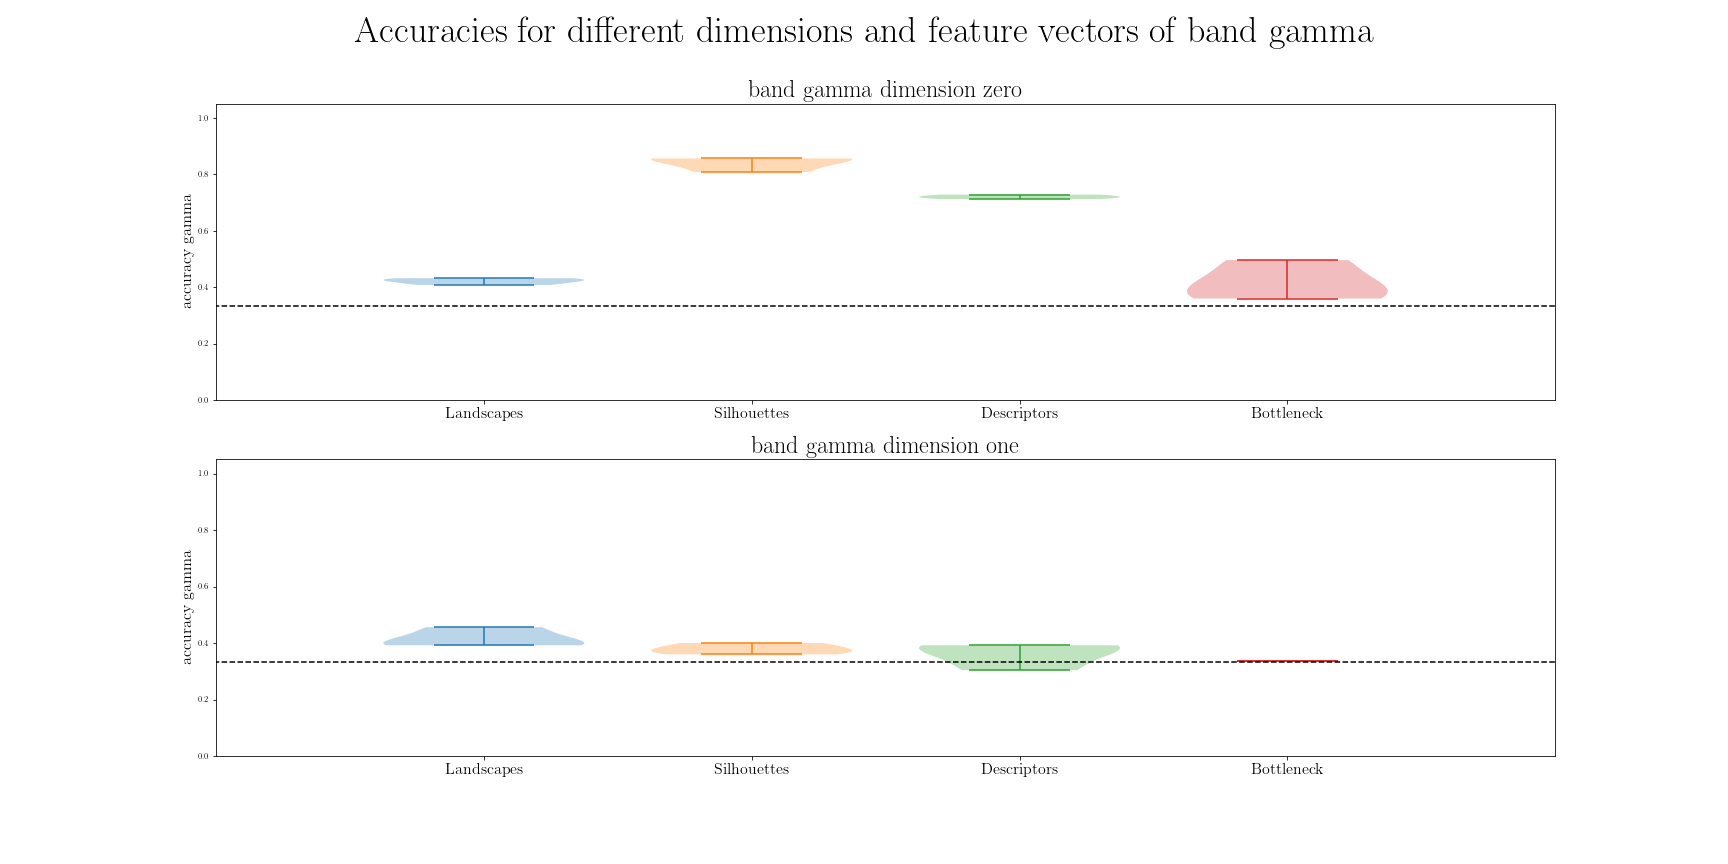 Accuracies for different dimensions and feature vectors of band gamma
band gamma dimension zero
1.0
0.8
0.6
0.4
0.2
0.0
accuracy gamma
Landscapes Silhouettes Descriptors Bottleneck
band gamma dimension one
1.0
0.8
0.6
0.4
0.2
0.0
accuracy gamma
Landscapes Silhouettes Descriptors Bottleneck